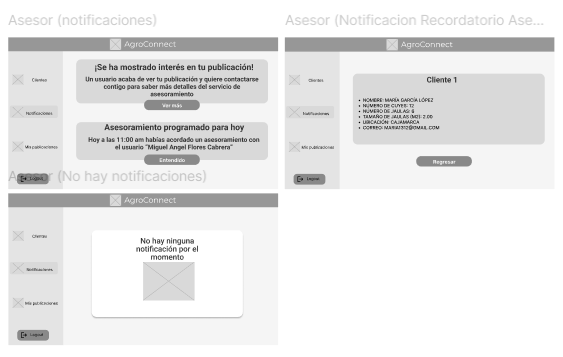 Asesor (notificaciones)
AgroConnect
Clientes
Notificaciones
Mis publicaciones
Logout
¡Se ha mostrado interés en tu publicación!
Un usuario acaba de ver tu publicación y quiere contactarse
contigo para saber más detalles del servicio de
asesoramiento
Ver más
Asesoramiento programado para hoy
Hoy a las 11:00 am habías acordado un asesoramiento con
el usuario "Miguel Angel Flores Cabrera"
Entendido
Asesor (Notificacion Recordatorio Ase...
AgroConnect
Clientes
Notificaciones
Mis publicaciones
Logout
Cliente 1
• NOMBRE: MARÍA GARCÍA LÓPEZ
• NÚMERO DE CUYES: 12
• NÚMERO DE JAULAS: 6
• TAMAÑO DE JAULAS (M2): 2.00
• UBICACIÓN: CAJAMARCA
• CORREO: MARIA1312@GMAIL.COM
Regresar
Asesor (No hay notificaciones)
AgroConnect
Clientes
Notificaciones
Mis publicaciones
Logout
No hay ninguna
notificación por el
momento